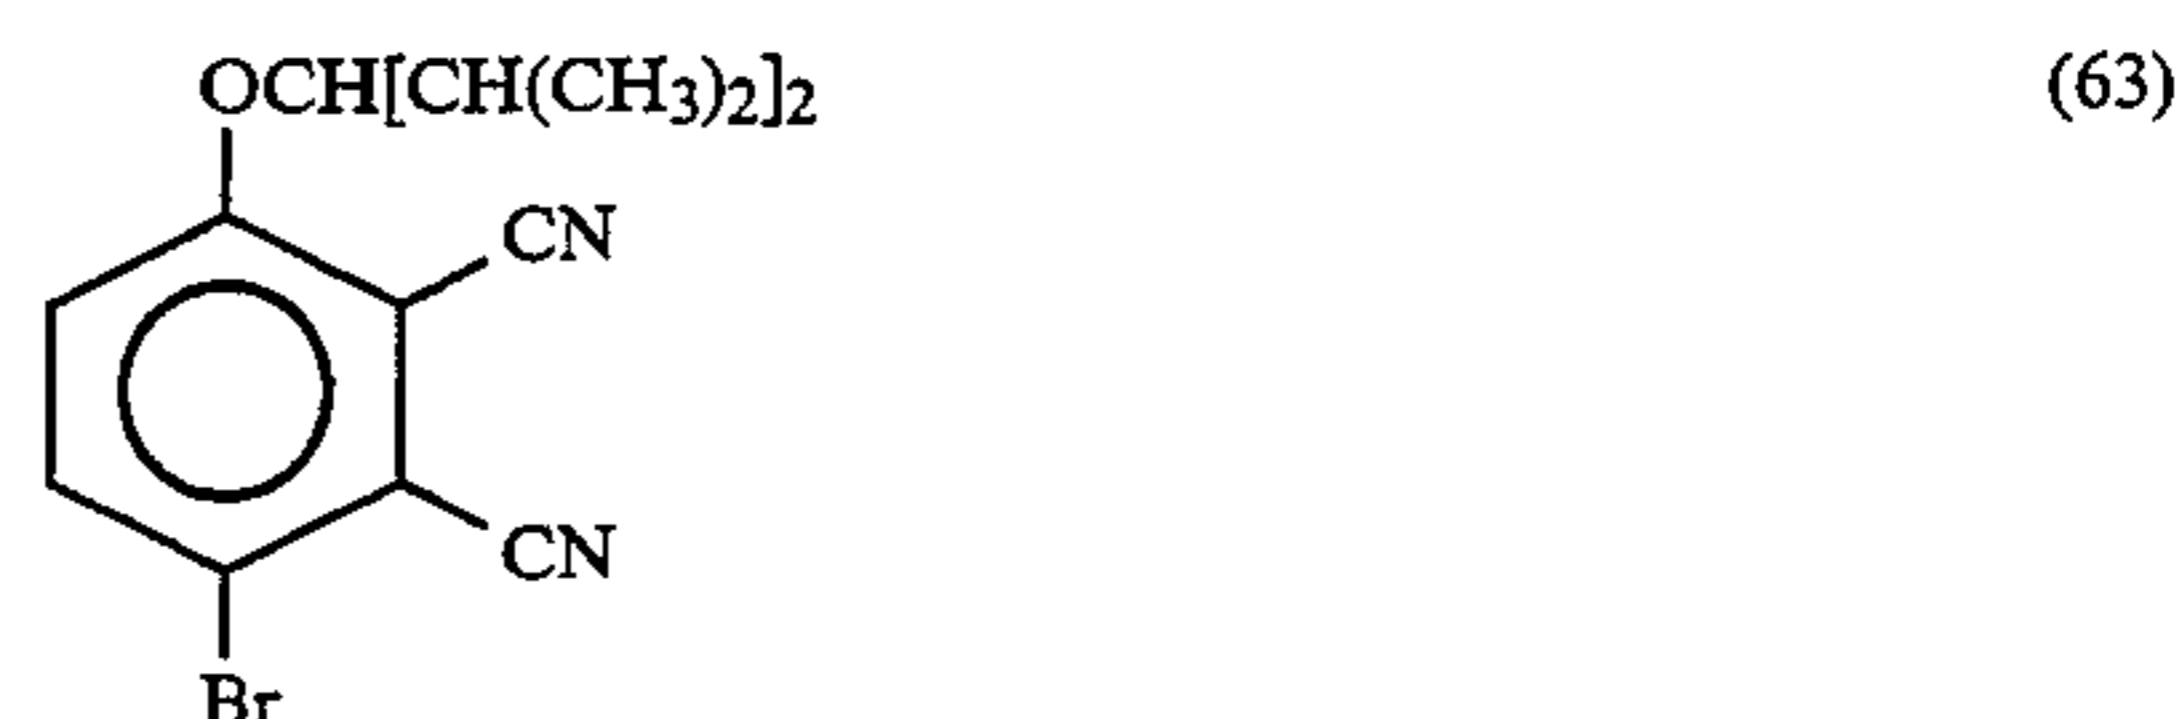 OCH[CH(CH₃)₂]₂ (63)
CN
CN
Br